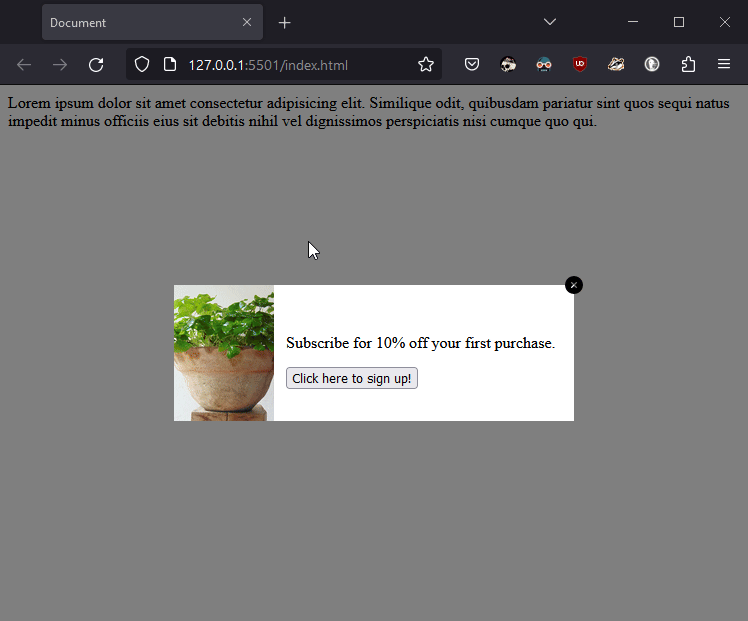 Document
127.0.0.1:5501/index.html
Lorem ipsum dolor sit amet consectetur adipisicing elit. Similique odit, quibusdam pariatur sint quos sequi natus
impedit minus officiis eius sit debitis nihil vel dignissimos perspiciatis nisi cumque quo qui.
Subscribe for 10% off your first purchase.
Click here to sign up!